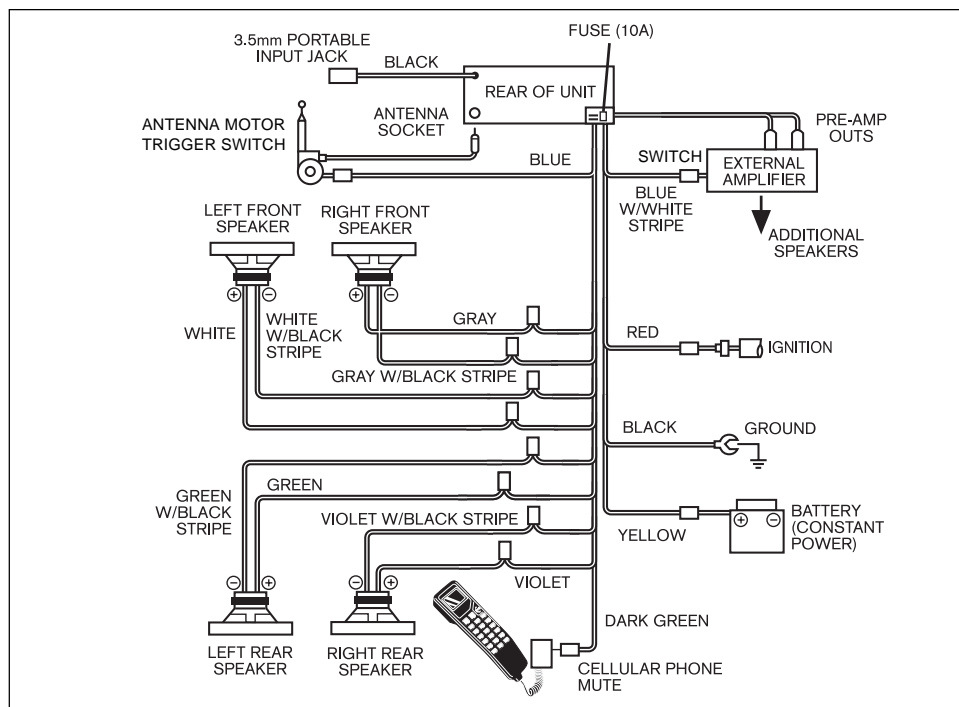 FUSE (10A)
3.5mm PORTABLE
INPUT JACK
BLACK
REAR OF UNIT
ANTENNA
SOCKET
PRE-AMP
OUTS
ANTENNA MOTOR
TRIGGER SWITCH
BLUE
SWITCH
EXTERNAL
AMPLIFIER
BLUE
W/WHITE
STRIPE
ADDITIONAL
SPEAKERS
LEFT FRONT
SPEAKER
RIGHT FRONT
SPEAKER
+ −
+ −
WHITE
WHITE
W/BLACK
STRIPE
GRAY
GRAY W/BLACK STRIPE
RED
IGNITION
BLACK
GROUND
GREEN
W/BLACK
STRIPE
GREEN
VIOLET W/BLACK STRIPE
VIOLET
YELLOW
+ −
BATTERY
(CONSTANT
POWER)
− +
− +
LEFT REAR
SPEAKER
RIGHT REAR
SPEAKER
DARK GREEN
CELLULAR PHONE
MUTE